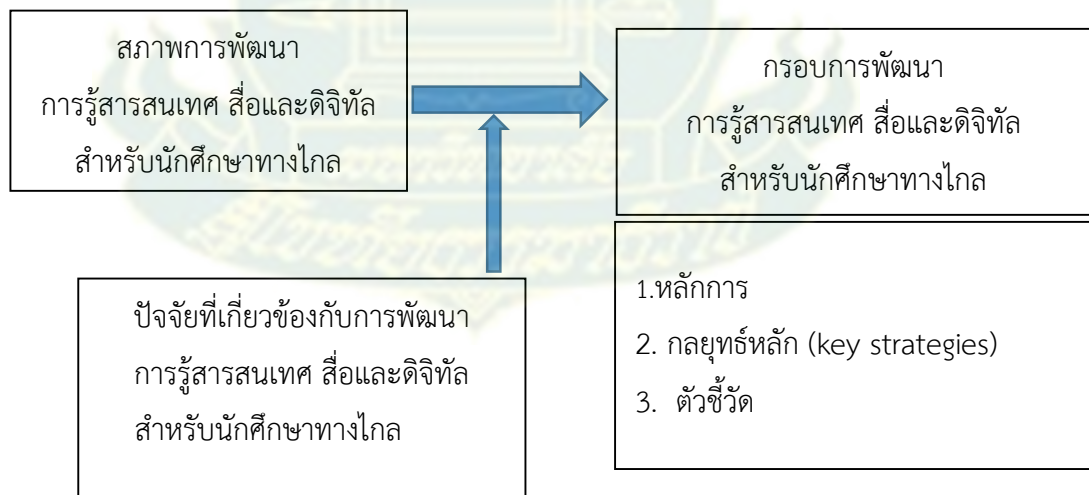 สภาพการพัฒนา
การรู้สารสนเทศ สื่อและดิจิทัล
สำหรับนักศึกษาทางไกล
กรอบการพัฒนา
การรู้สารสนเทศ สื่อและดิจิทัล
สำหรับนักศึกษาทางไกล
ปัจจัยที่เกี่ยวข้องกับการพัฒนา
การรู้สารสนเทศ สื่อและดิจิทัล
สำหรับนักศึกษาทางไกล
1.หลักการ
2. กลยุทธ์หลัก (key strategies)
3. ตัวชี้วัด